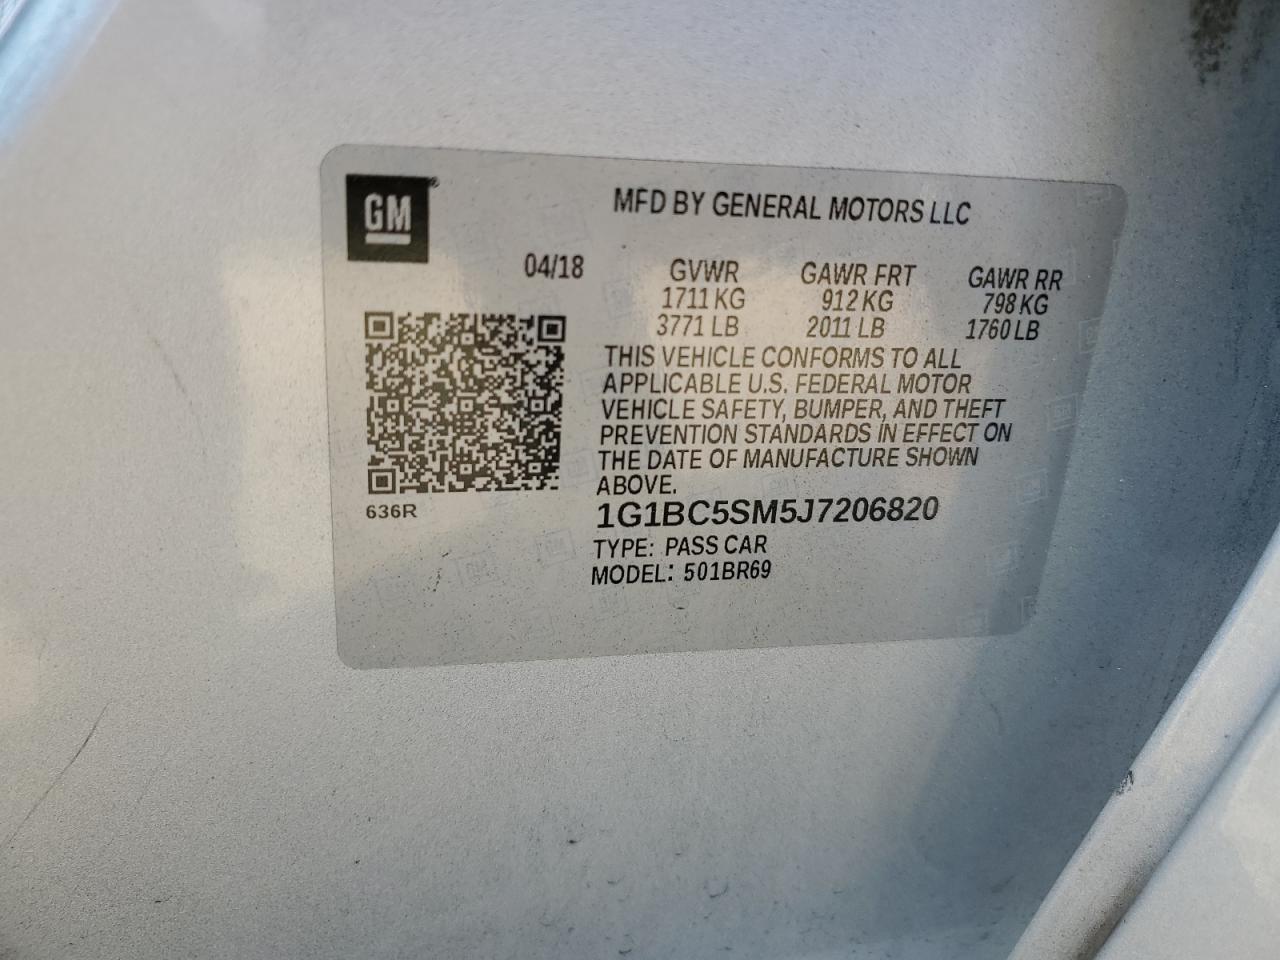 GM
MFD BY GENERAL MOTORS LLC
04/18
GVWR GAWR FRT GAWR RR
1711 KG 912 KG 798 KG
3771 LB 2011 LB 1760 LB
THIS VEHICLE CONFORMS TO ALL
APPLICABLE U.S. FEDERAL MOTOR
VEHICLE SAFETY, BUMPER, AND THEFT
PREVENTION STANDARDS IN EFFECT ON
THE DATE OF MANUFACTURE SHOWN
ABOVE.
636R
1G1BC5SM5J7206820
TYPE: PASS CAR
MODEL: 501BR69